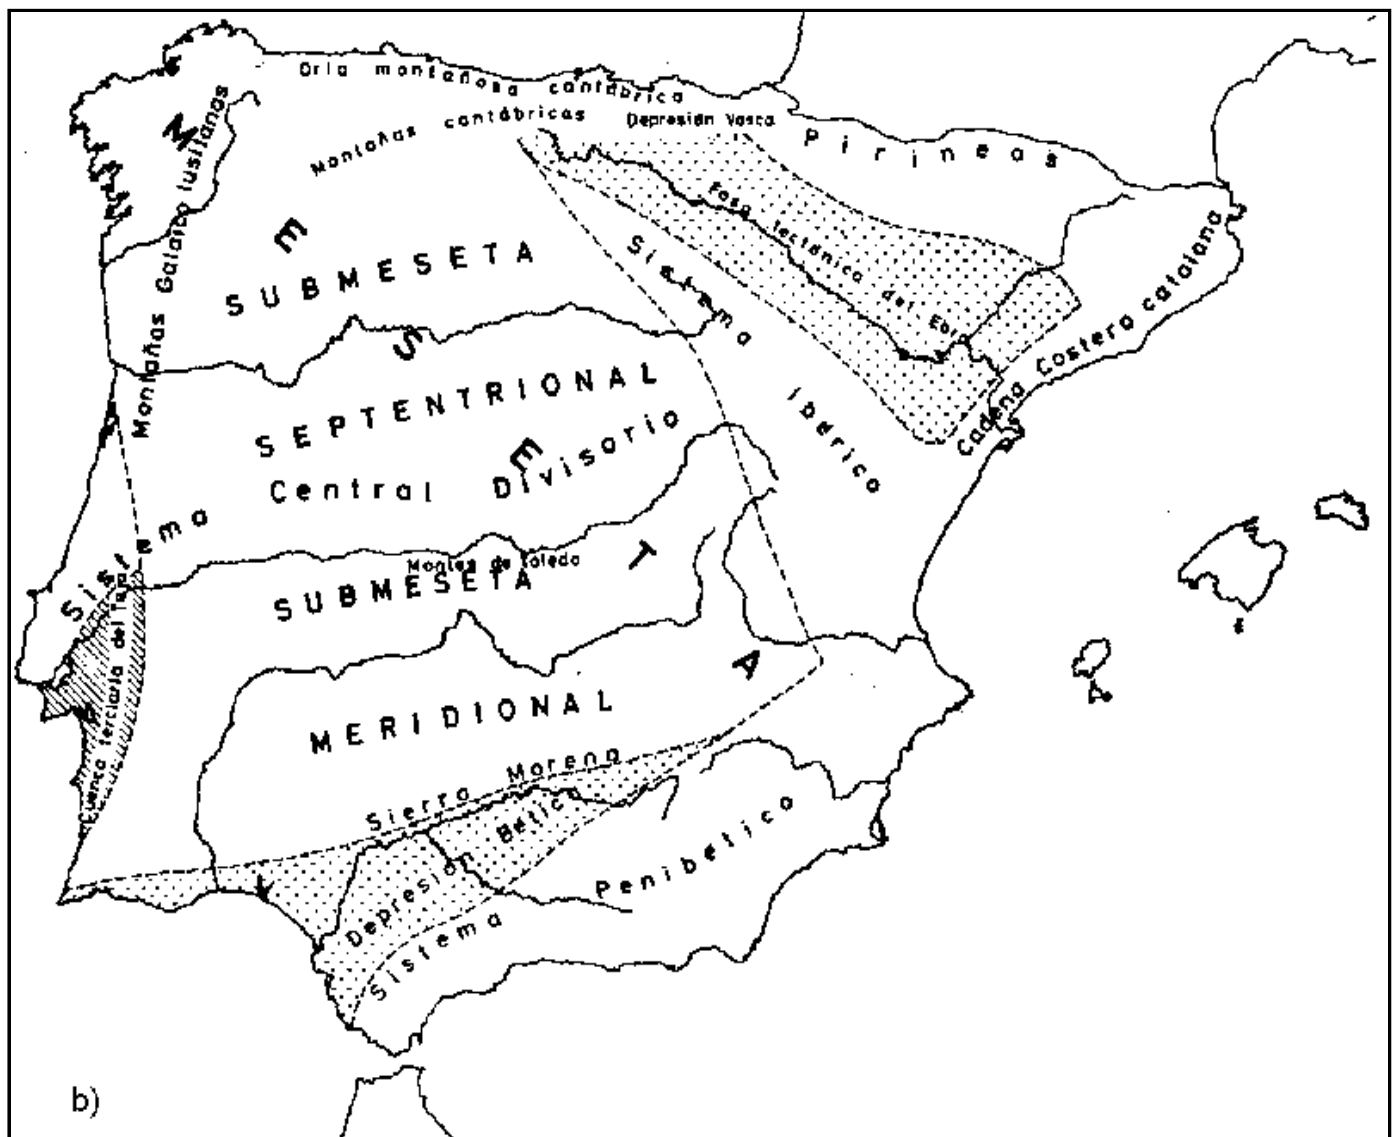 Orla montañosa cantábrica
Montañas cantábricas
Depresión Vasca
Pirineos
Montañas Galaico lusitanas
MESETA
SUBMESETA
SEPTENTRIONAL
Fosa tectónica del Ebro
Sistema Ibérico
Cadena Costero catalana
Sistema Central Divisorio
Montes de Toledo
SUBMESETA
MERIDIONAL
Cuenca terciaria del Tajo
Sierra Morena
Depresión Bética
Sistema Penibético
b)